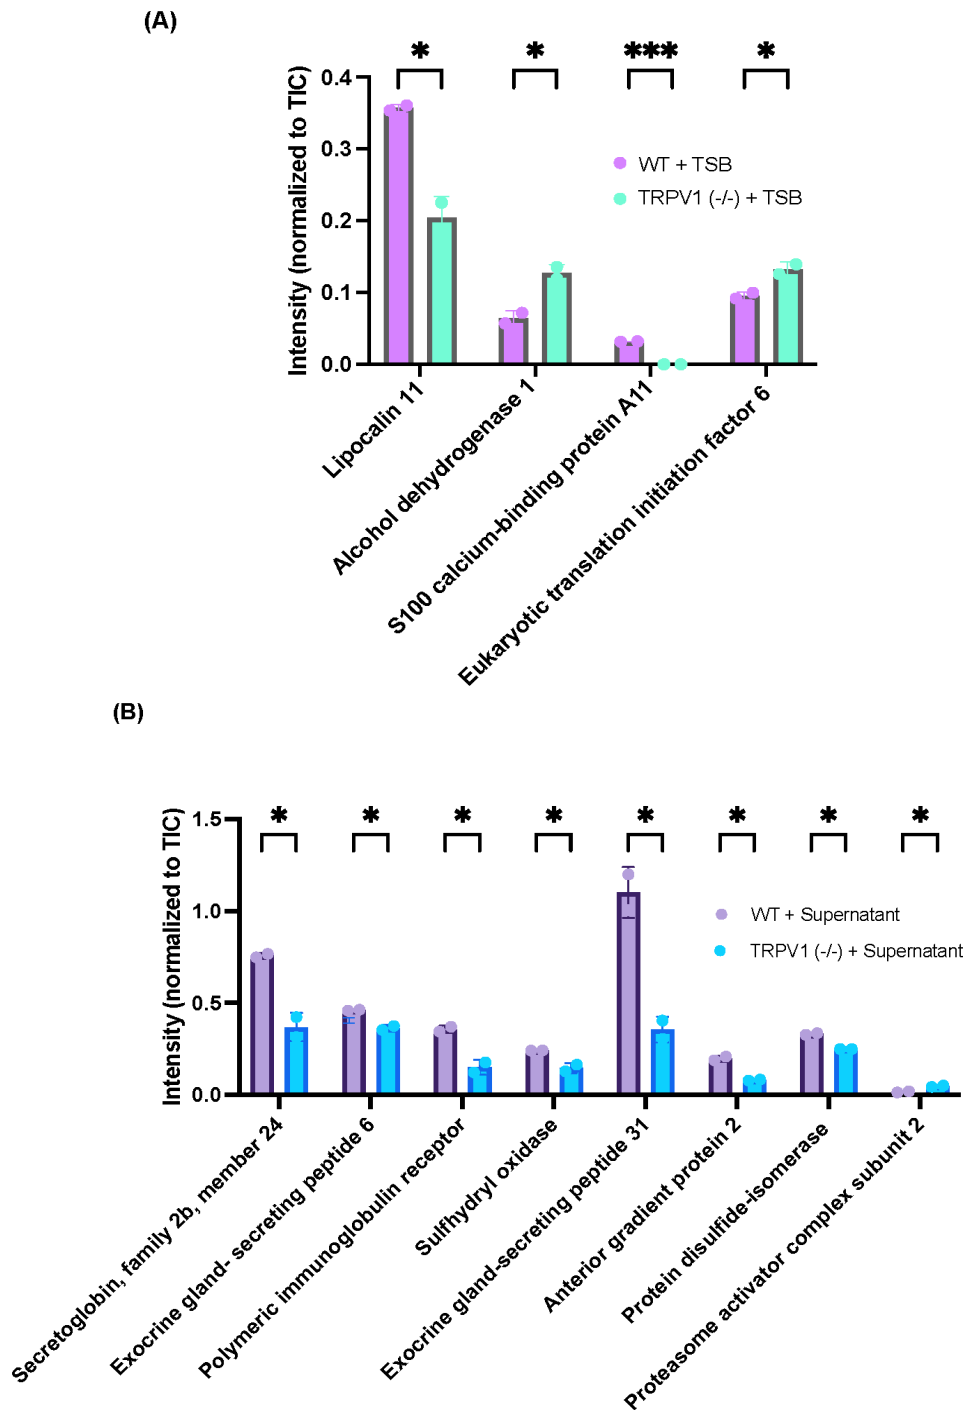 (A)
* * *** *
Intensity (normalized to TIC)
0.4
0.3
0.2
0.1
0.0
WT + TSB
TRPV1 (-/-) + TSB
Lipocalin 11
Alcohol dehydrogenase 1
S100 calcium-binding protein A11
Eukaryotic translation initiation factor 6
(B)
* * * * * * * *
Intensity (normalized to TIC)
1.5
1.0
0.5
0.0
WT + Supernatant
TRPV1 (-/-) + Supernatant
Secretoglobin, family 2b, member 24
Exocrine gland- secreting peptide 6
Polymeric immunoglobulin receptor
Sulfhydryl oxidase
Exocrine gland-secreting peptide 31
Anterior gradient protein 2
Protein disulfide-isomerase
Proteasome activator complex subunit 2